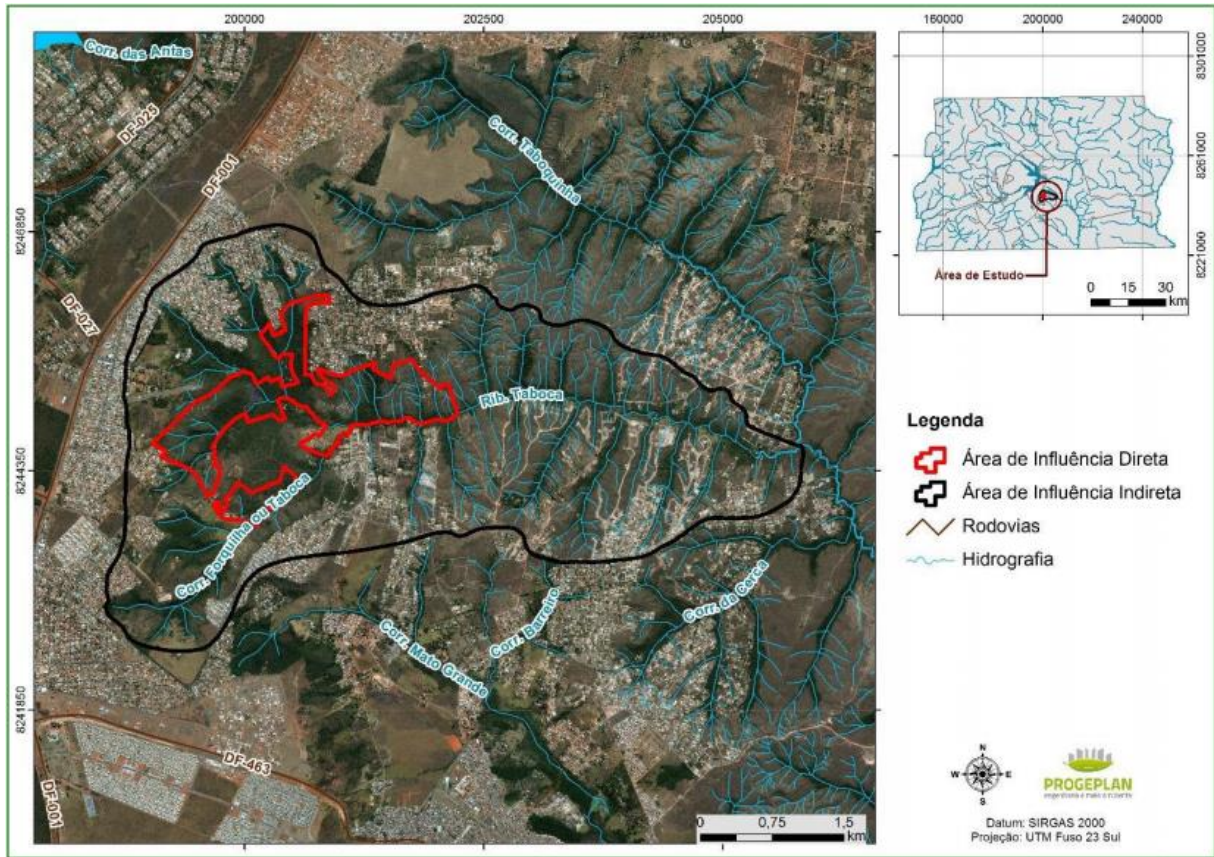 200000
202500
205000
160000
200000
240000
8301000
8261000
8221000
8246850
8244350
8241850
Corr. das Antas
DF-025
DF-001
DF-027
Corr. Taboquinha
Rib. Taboca
Corr. Forquilha ou Taboca
Corr. Mato Grande
Corr. Barreiro
Corr. da Cerca
DF-463
DF-001
0 0,75 1,5
km
Área de Estudo
0 15 30
km
Legenda
Área de Influência Direta
Área de Influência Indireta
Rodovias
Hidrografia
N
W E
S
PROGEPLAN
engenharia e meio ambiente
Datum: SIRGAS 2000
Projeção: UTM Fuso 23 Sul